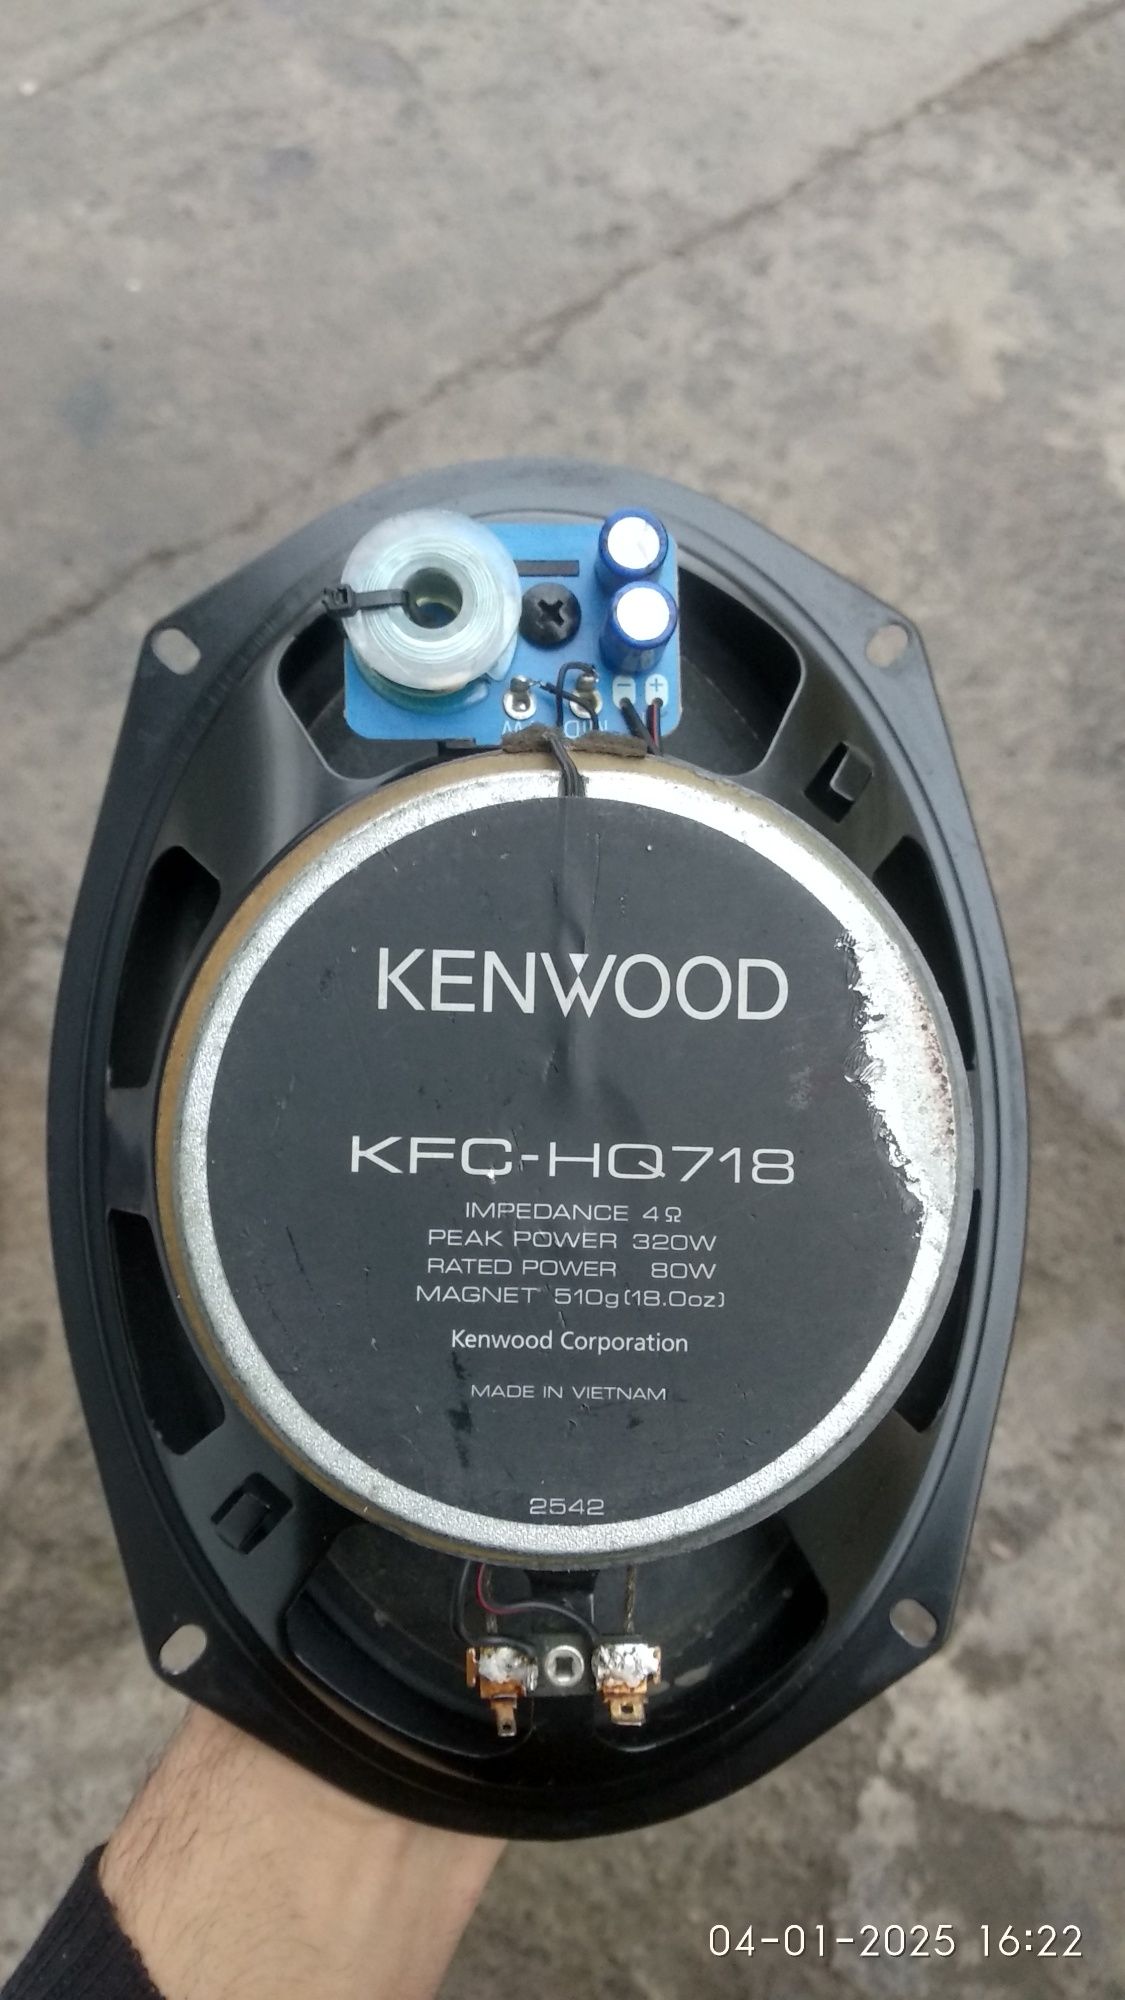 − +
KENWOOD
KFC-HQ718
IMPEDANCE 4Ω
PEAK POWER 320W
RATED POWER 80W
MAGNET 510g(18.0oz)
Kenwood Corporation
MADE IN VIETNAM
2542
04-01-2025 16:22